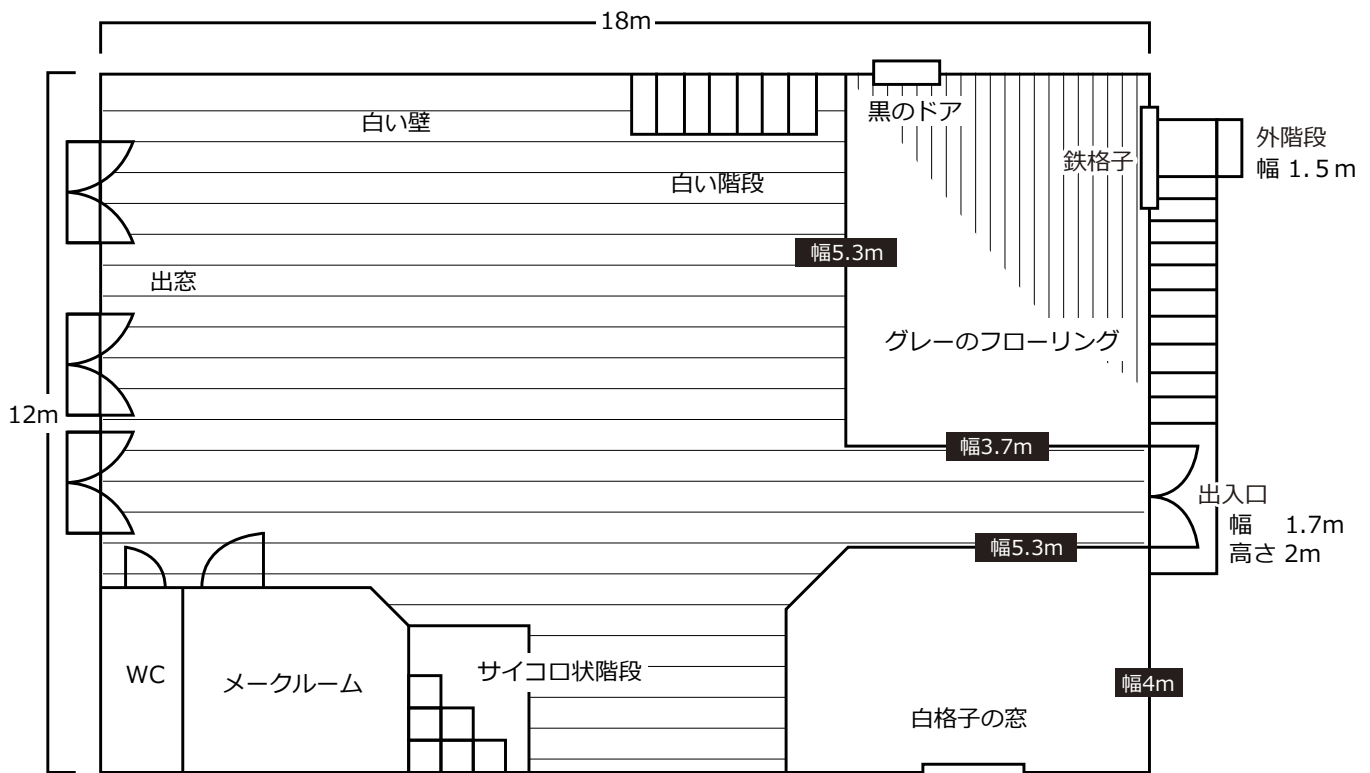 18m
白い壁
黒のドア
鉄格子
外階段
幅 1.5m
白い階段
幅5.3m
出窓
グレーのフローリング
12m
幅3.7m
出入口
幅 1.7m
高さ 2m
幅5.3m
WC
メークルーム
サイコロ状階段
幅4m
白格子の窓